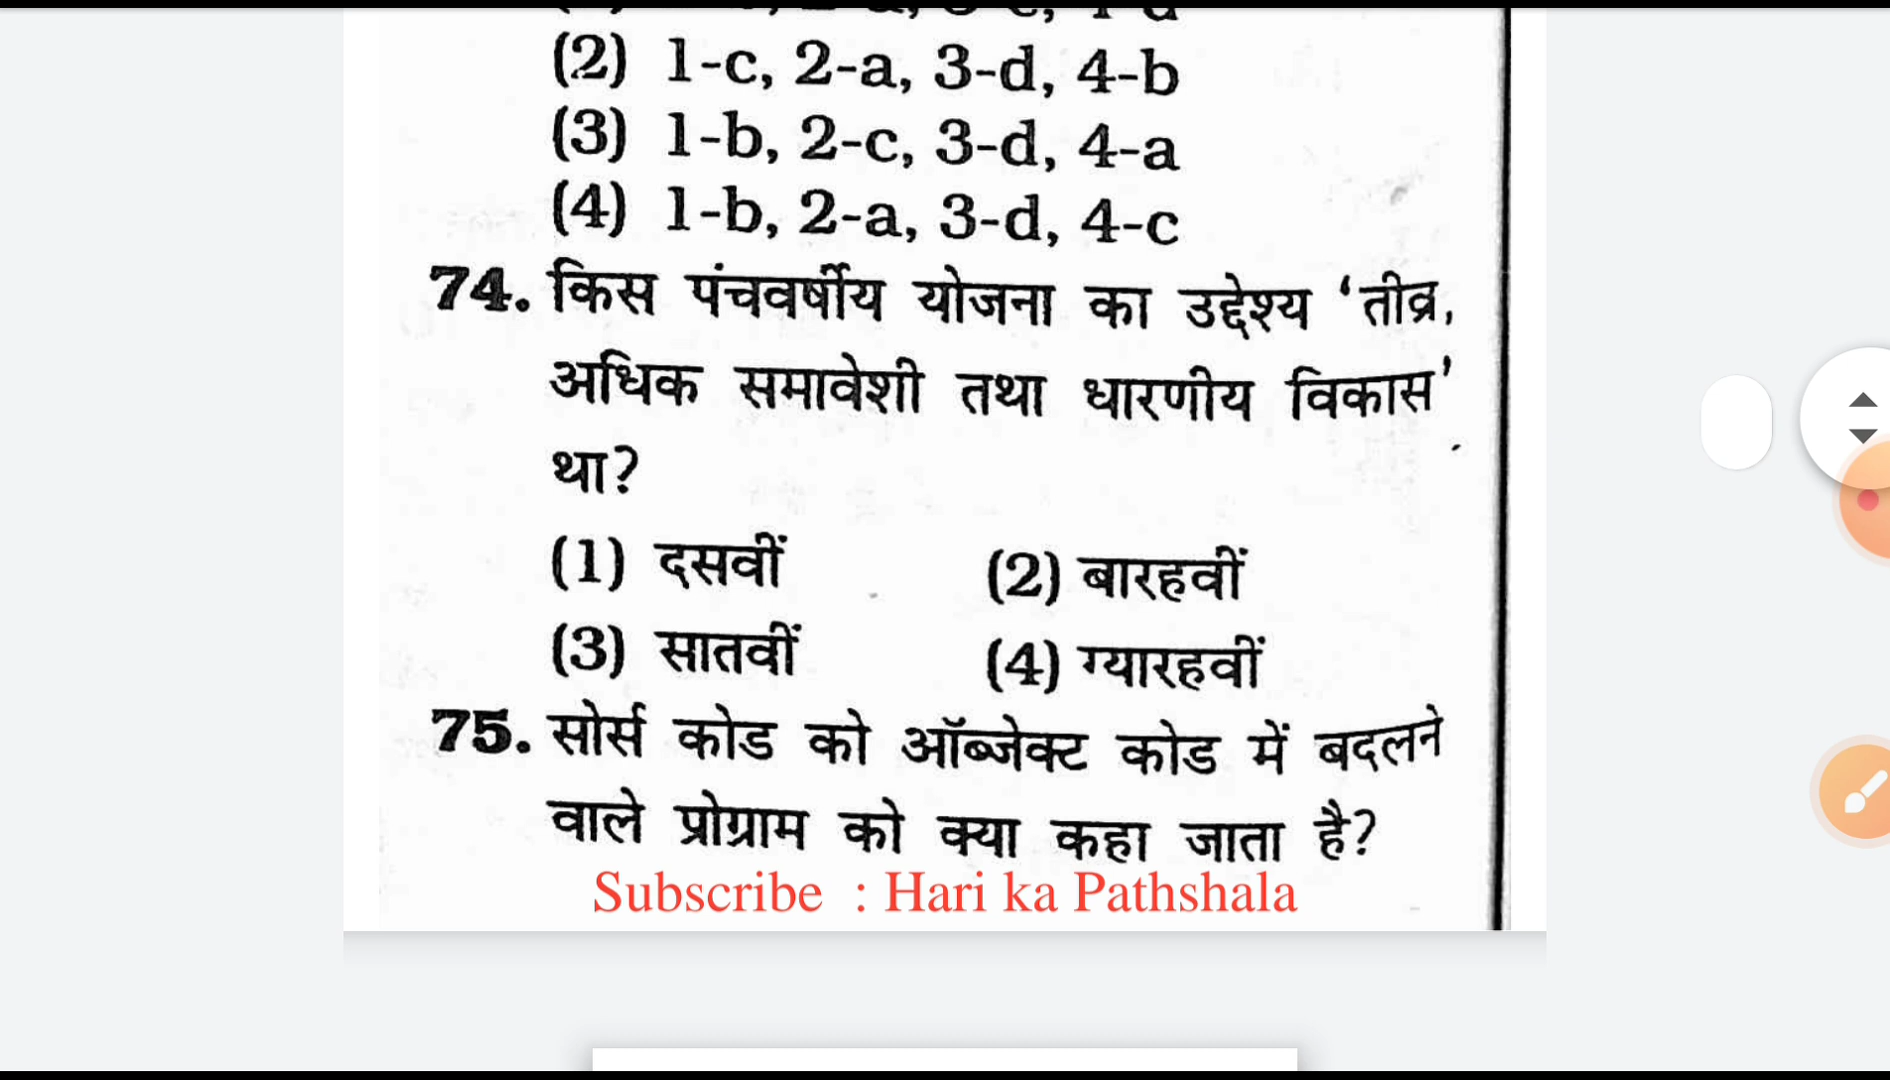 (2) 1-c, 2-a, 3-d, 4-b
(3) 1-b, 2-c, 3-d, 4-a
(4) 1-b, 2-a, 3-d, 4-c
74. किस पंचवर्षीय योजना का उद्देश्य ‘तीव्र,
अधिक समावेशी तथा धारणीय विकास’
था?
(1) दसवीं (2) बारहवीं
(3) सातवीं (4) ग्यारहवीं
75. सोर्स कोड को ऑब्जेक्ट कोड में बदलने
वाले प्रोग्राम को क्या कहा जाता है?
Subscribe : Hari ka Pathshala